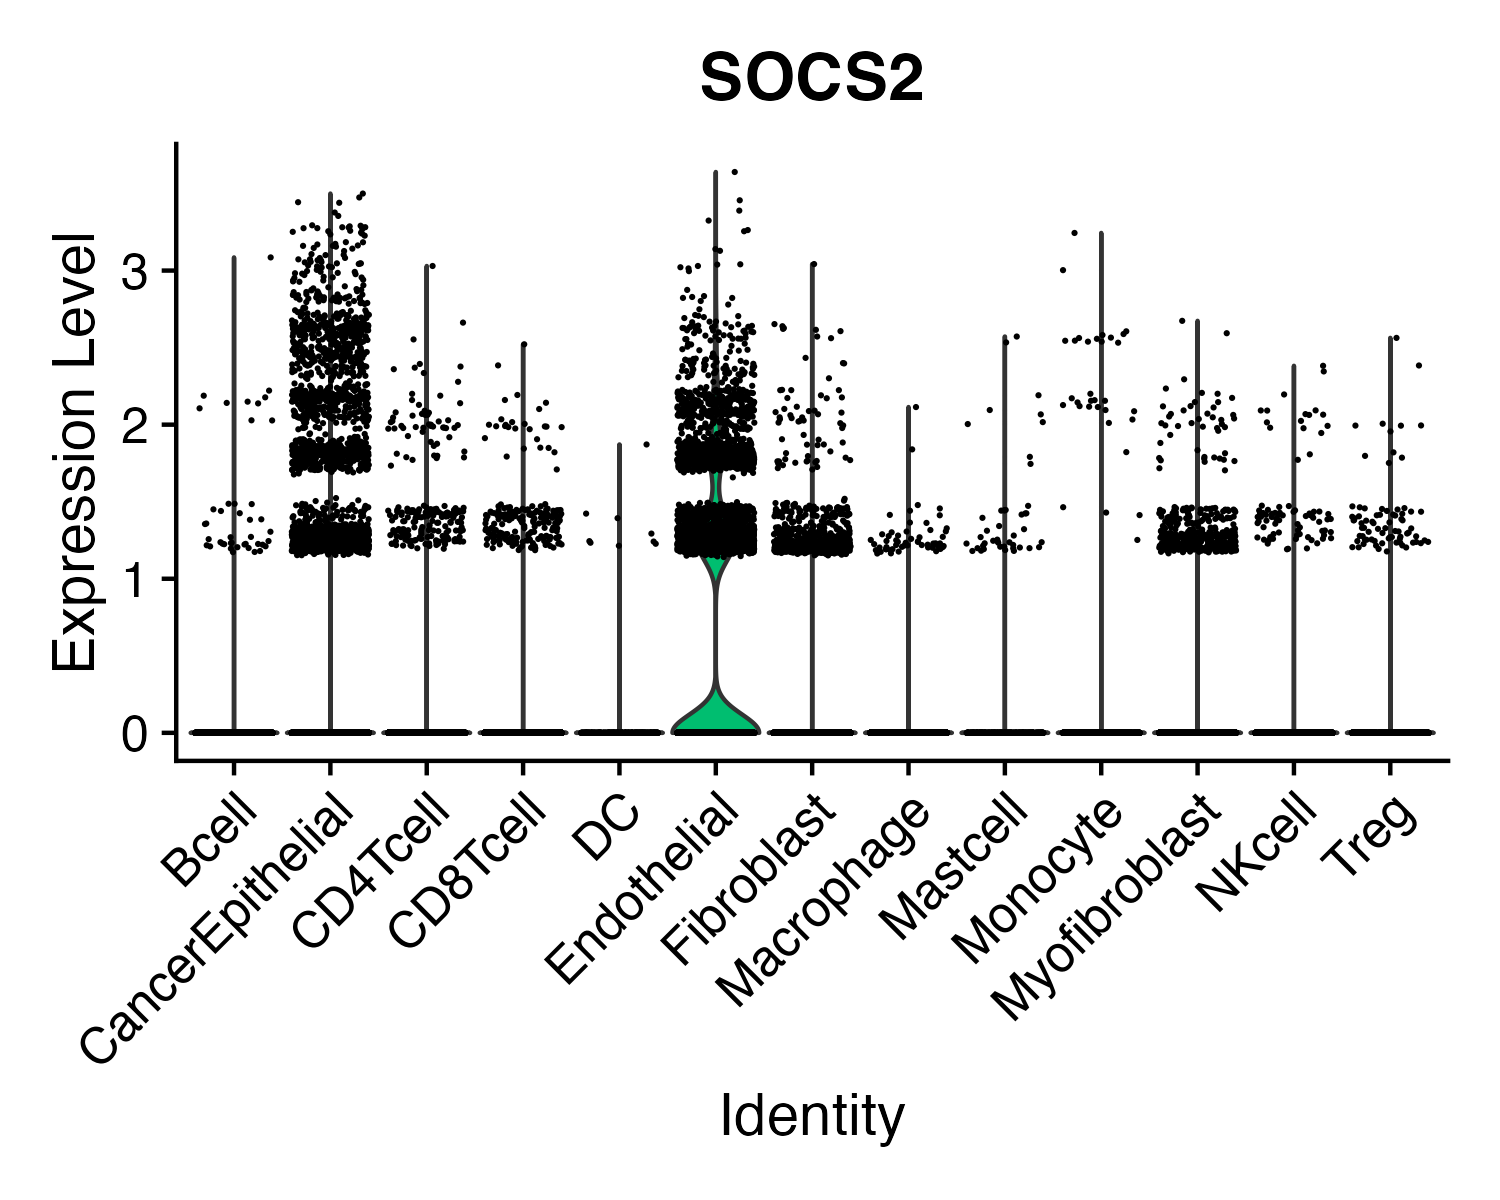 SOCS2
Expression Level
3
2
1
0
Bcell
CancerEpithelial
CD4Tcell
CD8Tcell
DC
Endothelial
Fibroblast
Macrophage
Mastcell
Monocyte
Myofibroblast
NKcell
Treg
Identity